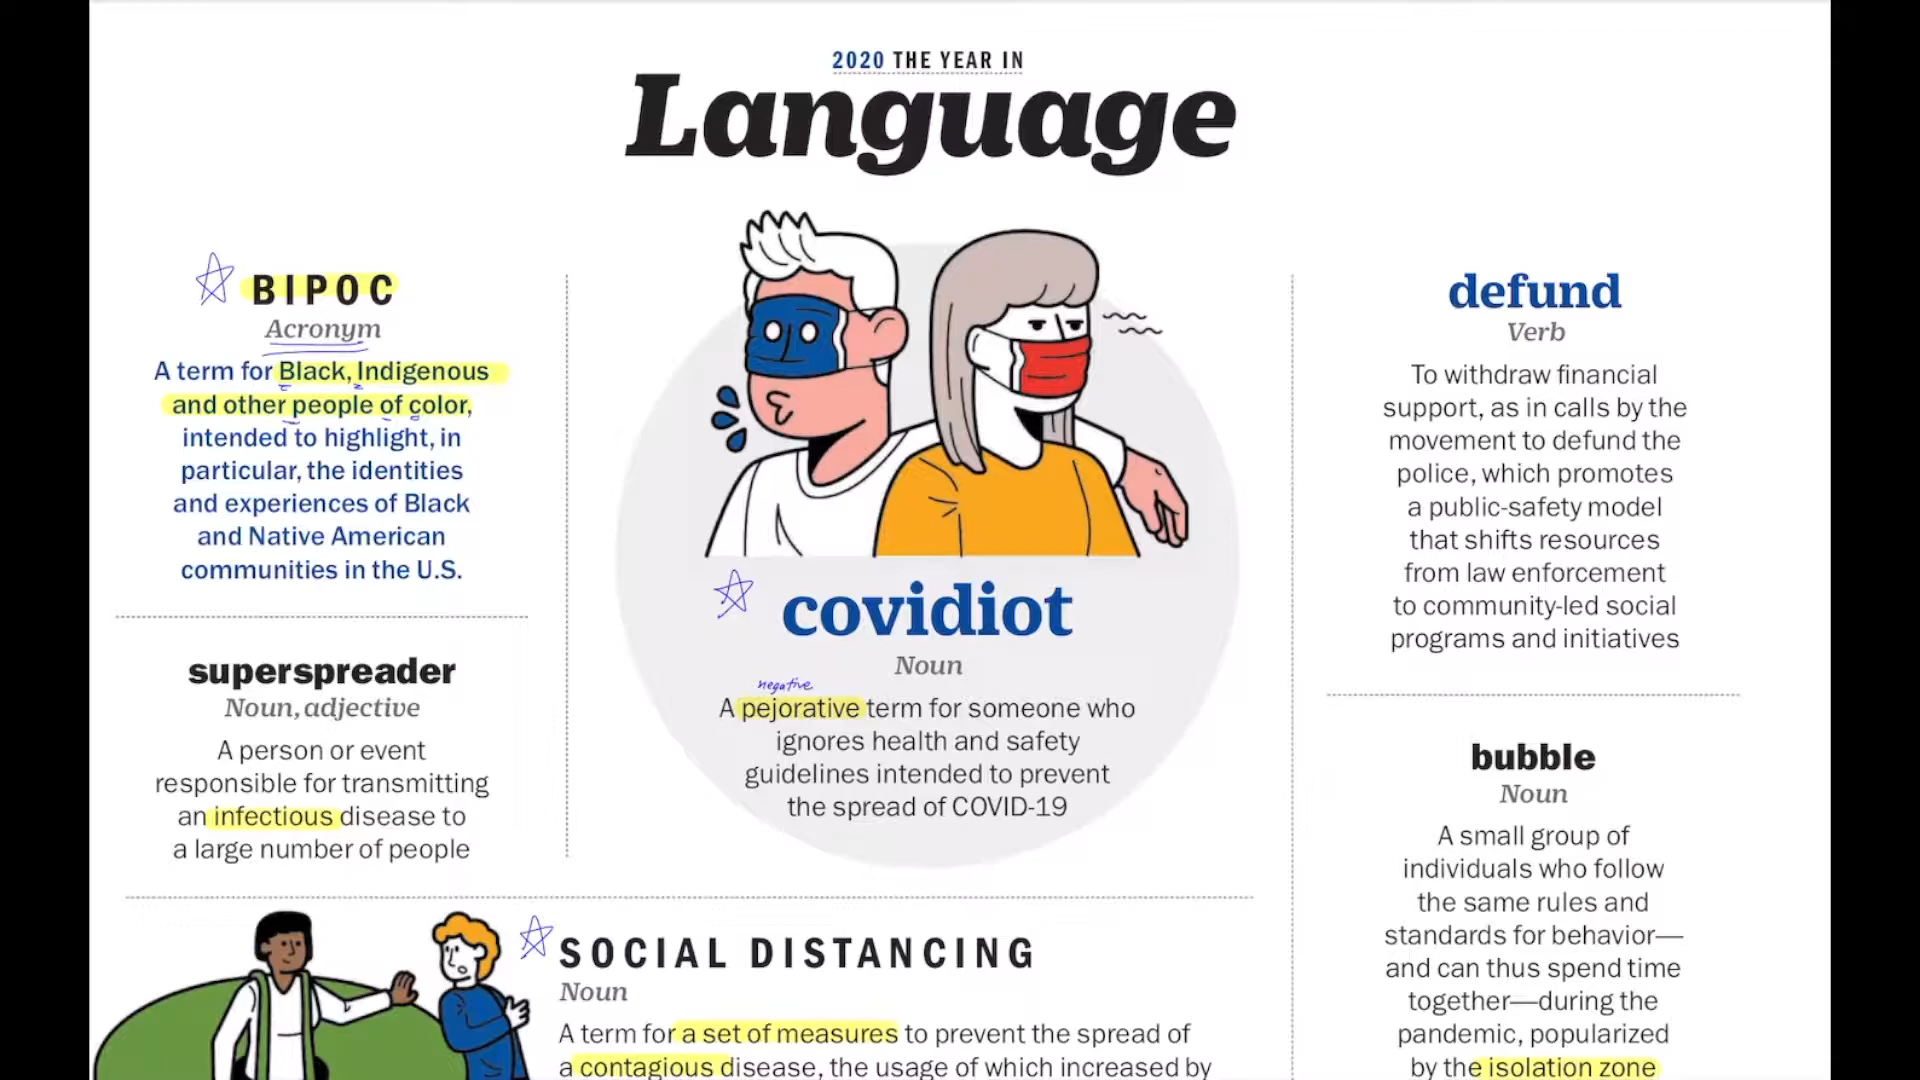 2020 THE YEAR IN
Language
BIPOC
Acronym
A term for Black, Indigenous
and other people of color,
intended to highlight, in
particular, the identities
and experiences of Black
and Native American
communities in the U.S.
superspreader
Noun, adjective
A person or event
responsible for transmitting
an infectious disease to
a large number of people
covidiot
Noun
negative
A pejorative term for someone who
ignores health and safety
guidelines intended to prevent
the spread of COVID-19
SOCIAL DISTANCING
Noun
A term for a set of measures to prevent the spread of
a contagious disease, the usage of which increased by
defund
Verb
To withdraw financial
support, as in calls by the
movement to defund the
police, which promotes
a public-safety model
that shifts resources
from law enforcement
to community-led social
programs and initiatives
bubble
Noun
A small group of
individuals who follow
the same rules and
standards for behavior—
and can thus spend time
together—during the
pandemic, popularized
by the isolation zone